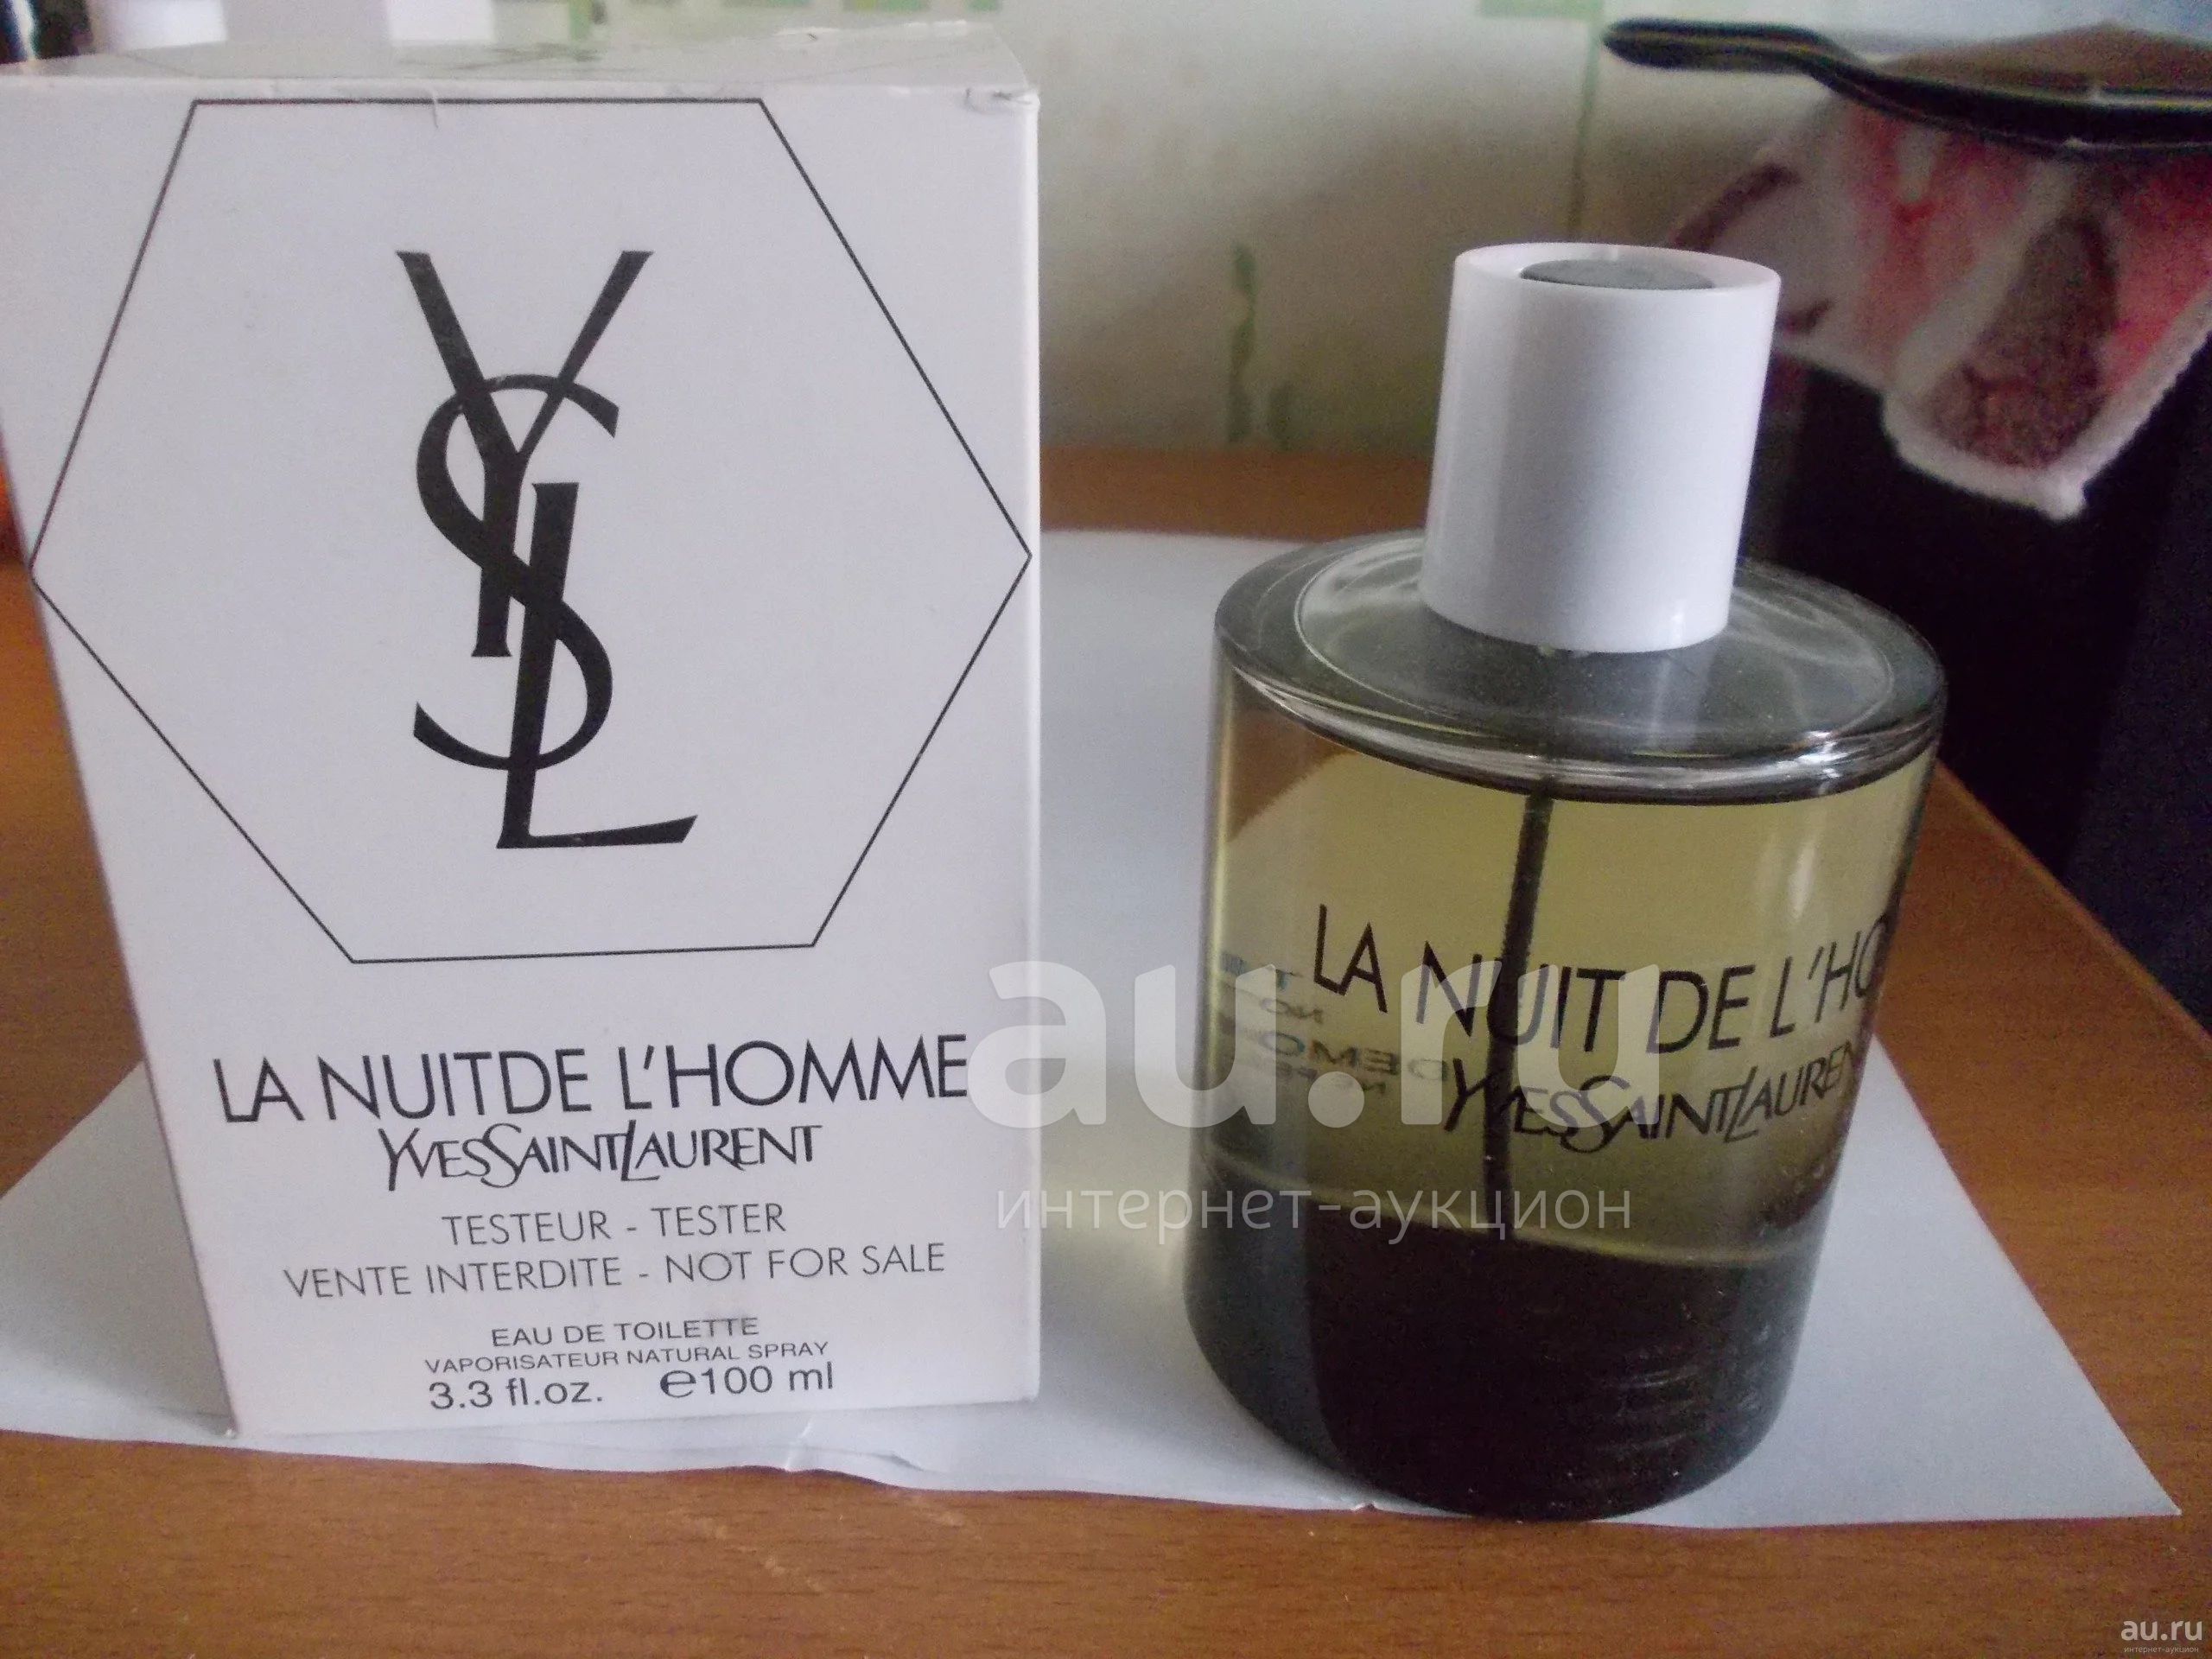 YSL
LA NUITDE L'HOMME
YVESSAINTLAURENT
TESTEUR - TESTER
VENTE INTERDITE - NOT FOR SALE
EAU DE TOILETTE
VAPORISATEUR NATURAL SPRAY
3.3 fl.oz. ℮100 ml
LA NUIT DE L'HO
YVESSAINTLAUREN
DEMO
au.ru
интернет-аукцион
au.ru
интернет-аукцион